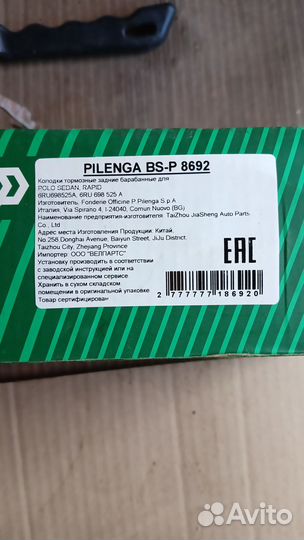 PILENGA BS-P 8692
Колодки тормозные задние барабанные для
POLO SEDAN, RAPID
6RU698525A, 6RU 698 525 A
Изготовитель: Fonderie Officine P.Pilenga S.p.A
Италия, Via Sipriano 4, I-24040, Comun Nuovo (BG)
Наименование предприятия-изготовителя: TaiZhou JiaSheng Auto Parts
Co., Ltd
Адрес места Изготовления Продукции: Китай,
No 258 Donghai Avenue, Baiyun Street, JiJu District,
Taizhou City, Zhejiang Province
Импортер: ООО "ВЕЛПАРТС"
Установку производить в соответствии
с заводской инструкцией или на
специализированном сервисе
Хранить в сухом складском
помещении в оригинальной упаковке
Товар сертифицирован
EAC
2 777777 186920
Avito